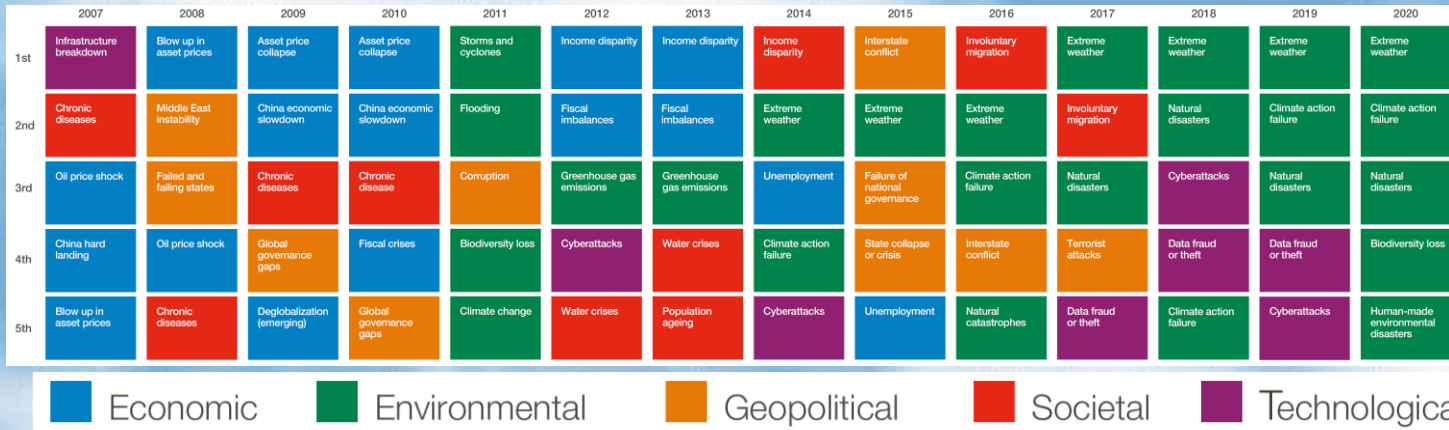 2007 2008 2009 2010 2011 2012 2013 2014 2015 2016 2017 2018 2019 2020
1st
Infrastructure
breakdown
Blow up in
asset prices
Asset price
collapse
Asset price
collapse
Storms and
cyclones
Income disparity
Income disparity
Income
disparity
Interstate
conflict
Involuntary
migration
Extreme
weather
Extreme
weather
Extreme
weather
Extreme
weather
2nd
Chronic
diseases
Middle East
instability
China economic
slowdown
China economic
slowdown
Flooding
Fiscal
imbalances
Fiscal
imbalances
Extreme
weather
Extreme
weather
Extreme
weather
Involuntary
migration
Natural
disasters
Climate action
failure
Climate action
failure
3rd
Oil price shock
Failed and
failing states
Chronic
diseases
Chronic
disease
Corruption
Greenhouse gas
emissions
Greenhouse
gas emissions
Unemployment
Failure of
national
governance
Climate action
failure
Natural
disasters
Cyberattacks
Natural
disasters
Natural
disasters
4th
China hard
landing
Oil price shock
Global
governance
gaps
Fiscal crises
Biodiversity loss
Cyberattacks
Water crises
Climate action
failure
State collapse
or crisis
Interstate
conflict
Terrorist
attacks
Data fraud
or theft
Data fraud
or theft
Biodiversity loss
5th
Blow up in
asset prices
Chronic
diseases
Deglobalization
(emerging)
Global
governance
gaps
Climate change
Water crises
Population
ageing
Cyberattacks
Unemployment
Natural
catastrophes
Data fraud
or theft
Climate action
failure
Cyberattacks
Human-made
environmental
disasters
Economic Environmental Geopolitical Societal Technologica